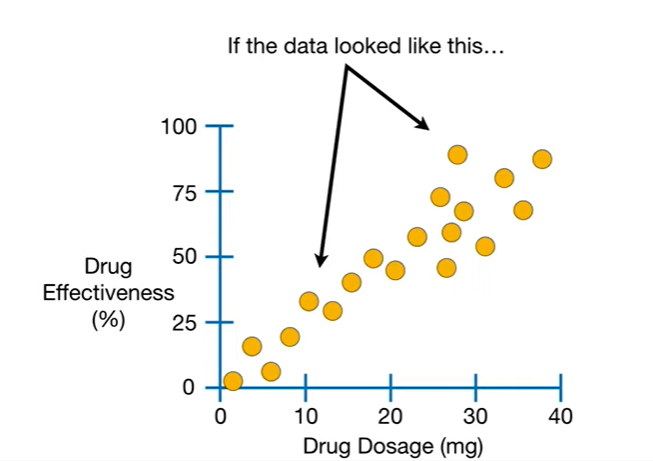 If the data looked like this...
100
75
50
25
0
Drug
Effectiveness
(%)
0 10 20 30 40
Drug Dosage (mg)